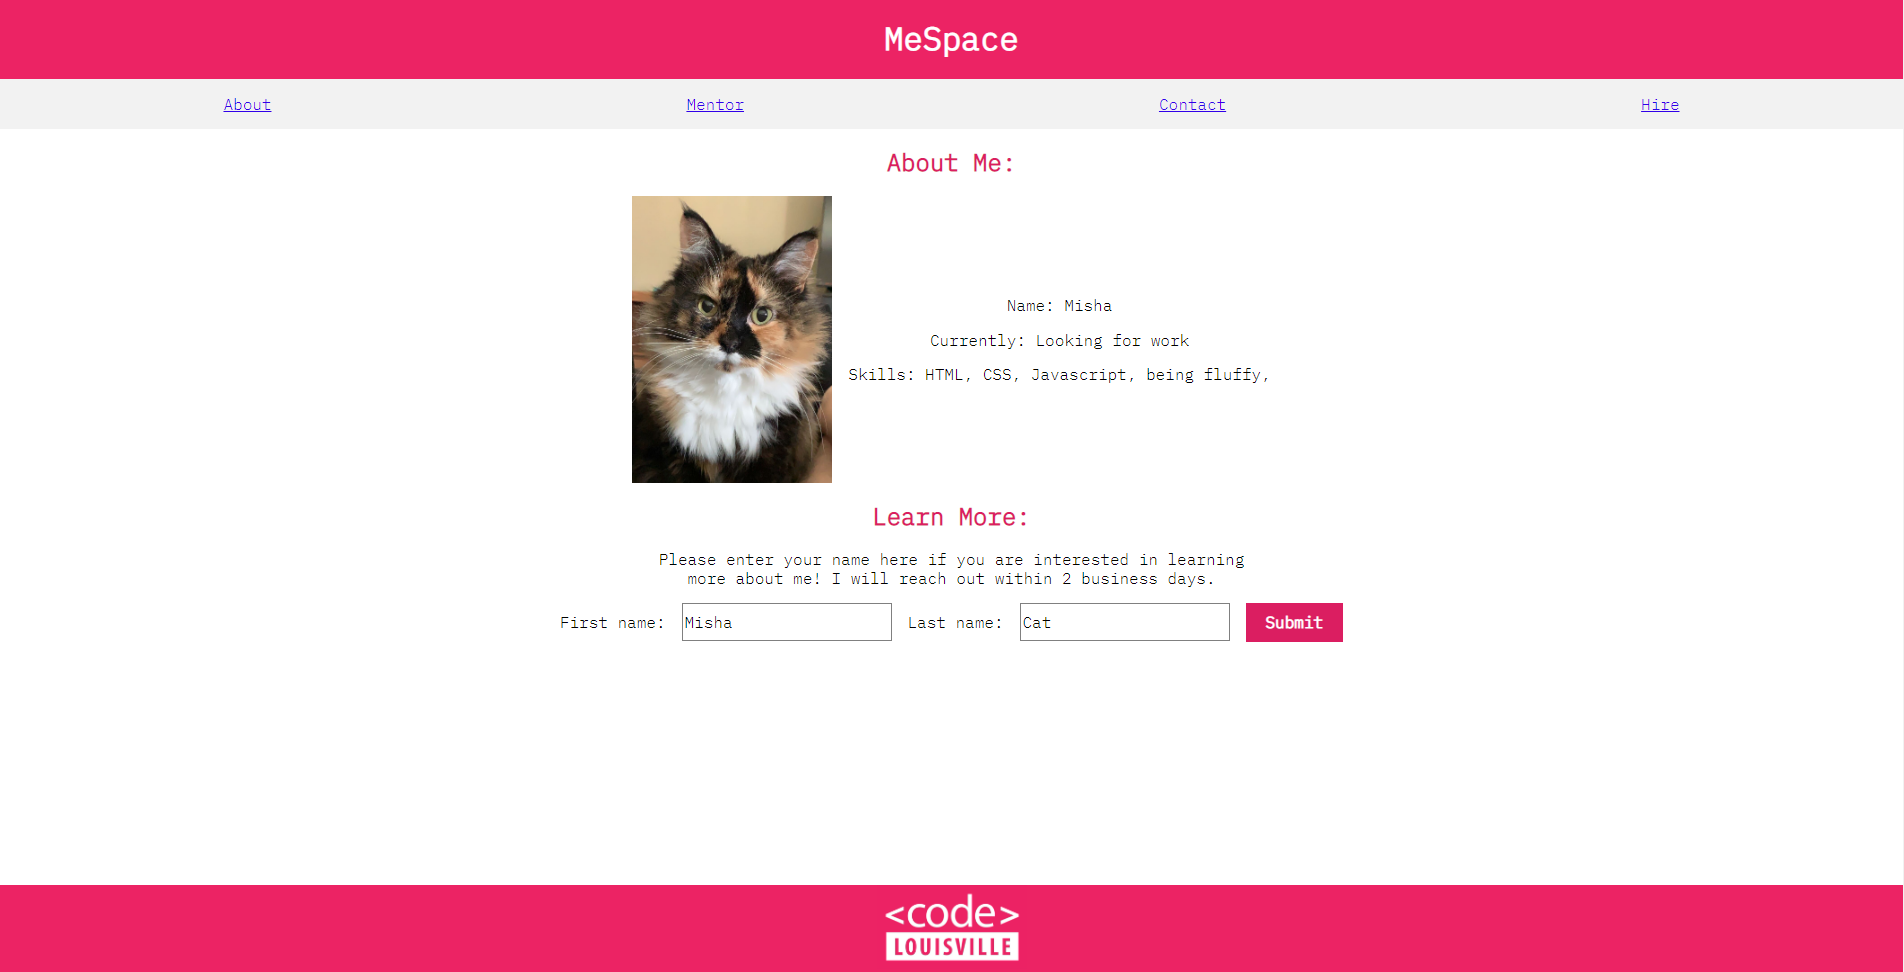 MeSpace
About
Mentor
Contact
Hire
About Me:
Name: Misha
Currently: Looking for work
Skills: HTML, CSS, Javascript, being fluffy,
Learn More:
Please enter your name here if you are interested in learning
more about me! I will reach out within 2 business days.
First name: Misha Last name: Cat Submit
<code>
LOUISVILLE